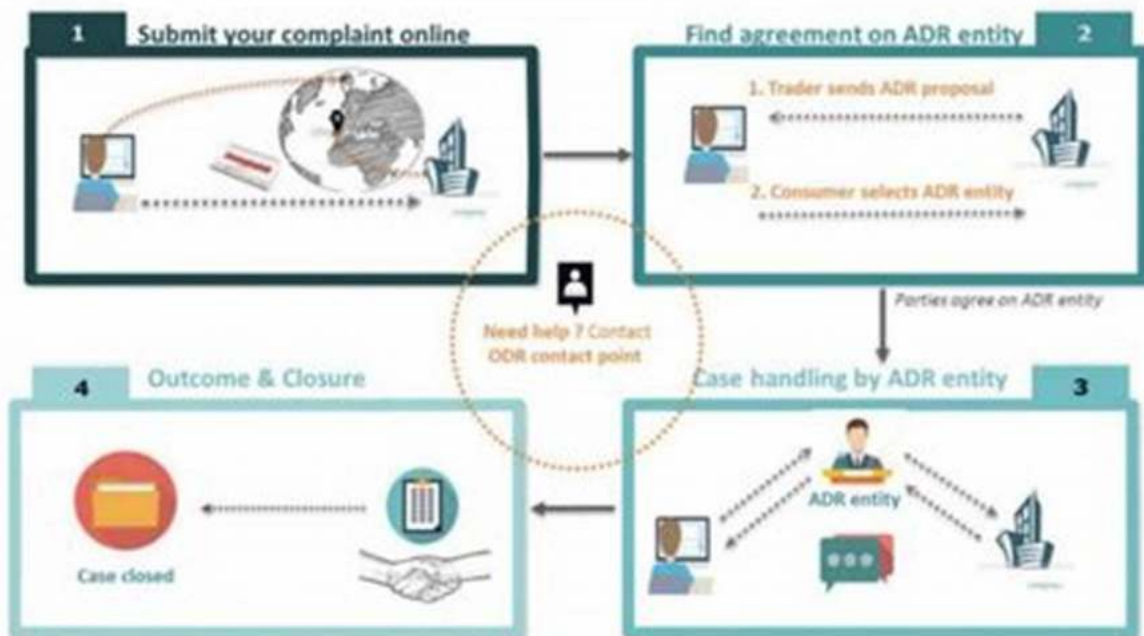 1 Submit your complaint online
Find agreement on ADR entity 2
1. Trader sends ADR proposal
2. Consumer selects ADR entity
Parties agree on ADR entity
Need help ? Contact
ODR contact point
4 Outcome & Closure
Case handling by ADR entity 3
ADR entity
Case closed